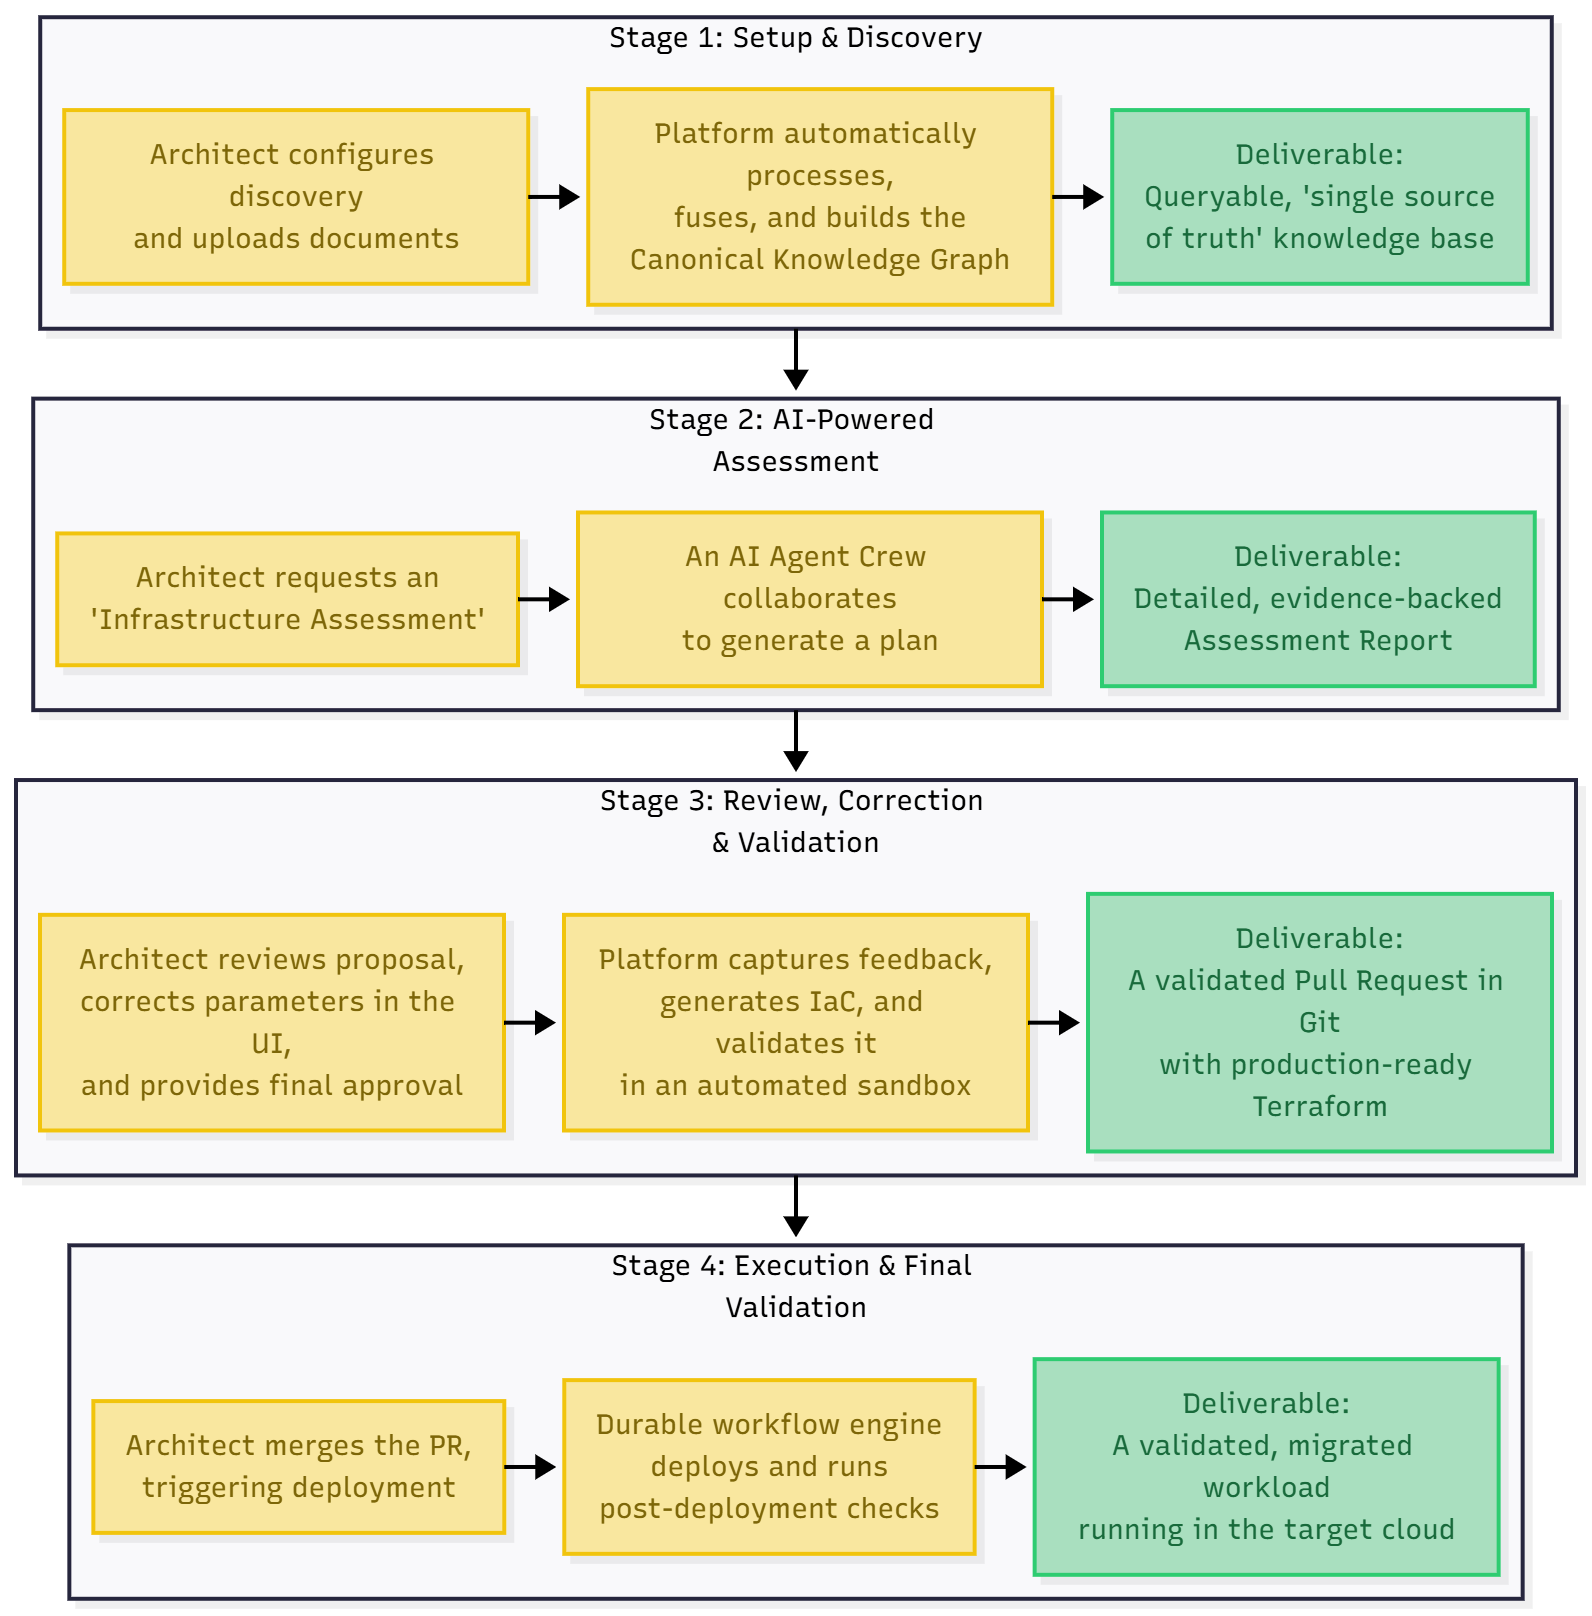 Stage 1: Setup & Discovery
Architect configures
discovery
and uploads documents
Platform automatically
processes,
fuses, and builds the
Canonical Knowledge Graph
Deliverable:
Queryable, 'single source
of truth' knowledge base
Stage 2: AI-Powered
Assessment
Architect requests an
'Infrastructure Assessment'
An AI Agent Crew
collaborates
to generate a plan
Deliverable:
Detailed, evidence-backed
Assessment Report
Stage 3: Review, Correction
& Validation
Architect reviews proposal,
corrects parameters in the
UI,
and provides final approval
Platform captures feedback,
generates IaC, and
validates it
in an automated sandbox
Deliverable:
A validated Pull Request in
Git
with production-ready
Terraform
Stage 4: Execution & Final
Validation
Architect merges the PR,
triggering deployment
Durable workflow engine
deploys and runs
post-deployment checks
Deliverable:
A validated, migrated
workload
running in the target cloud